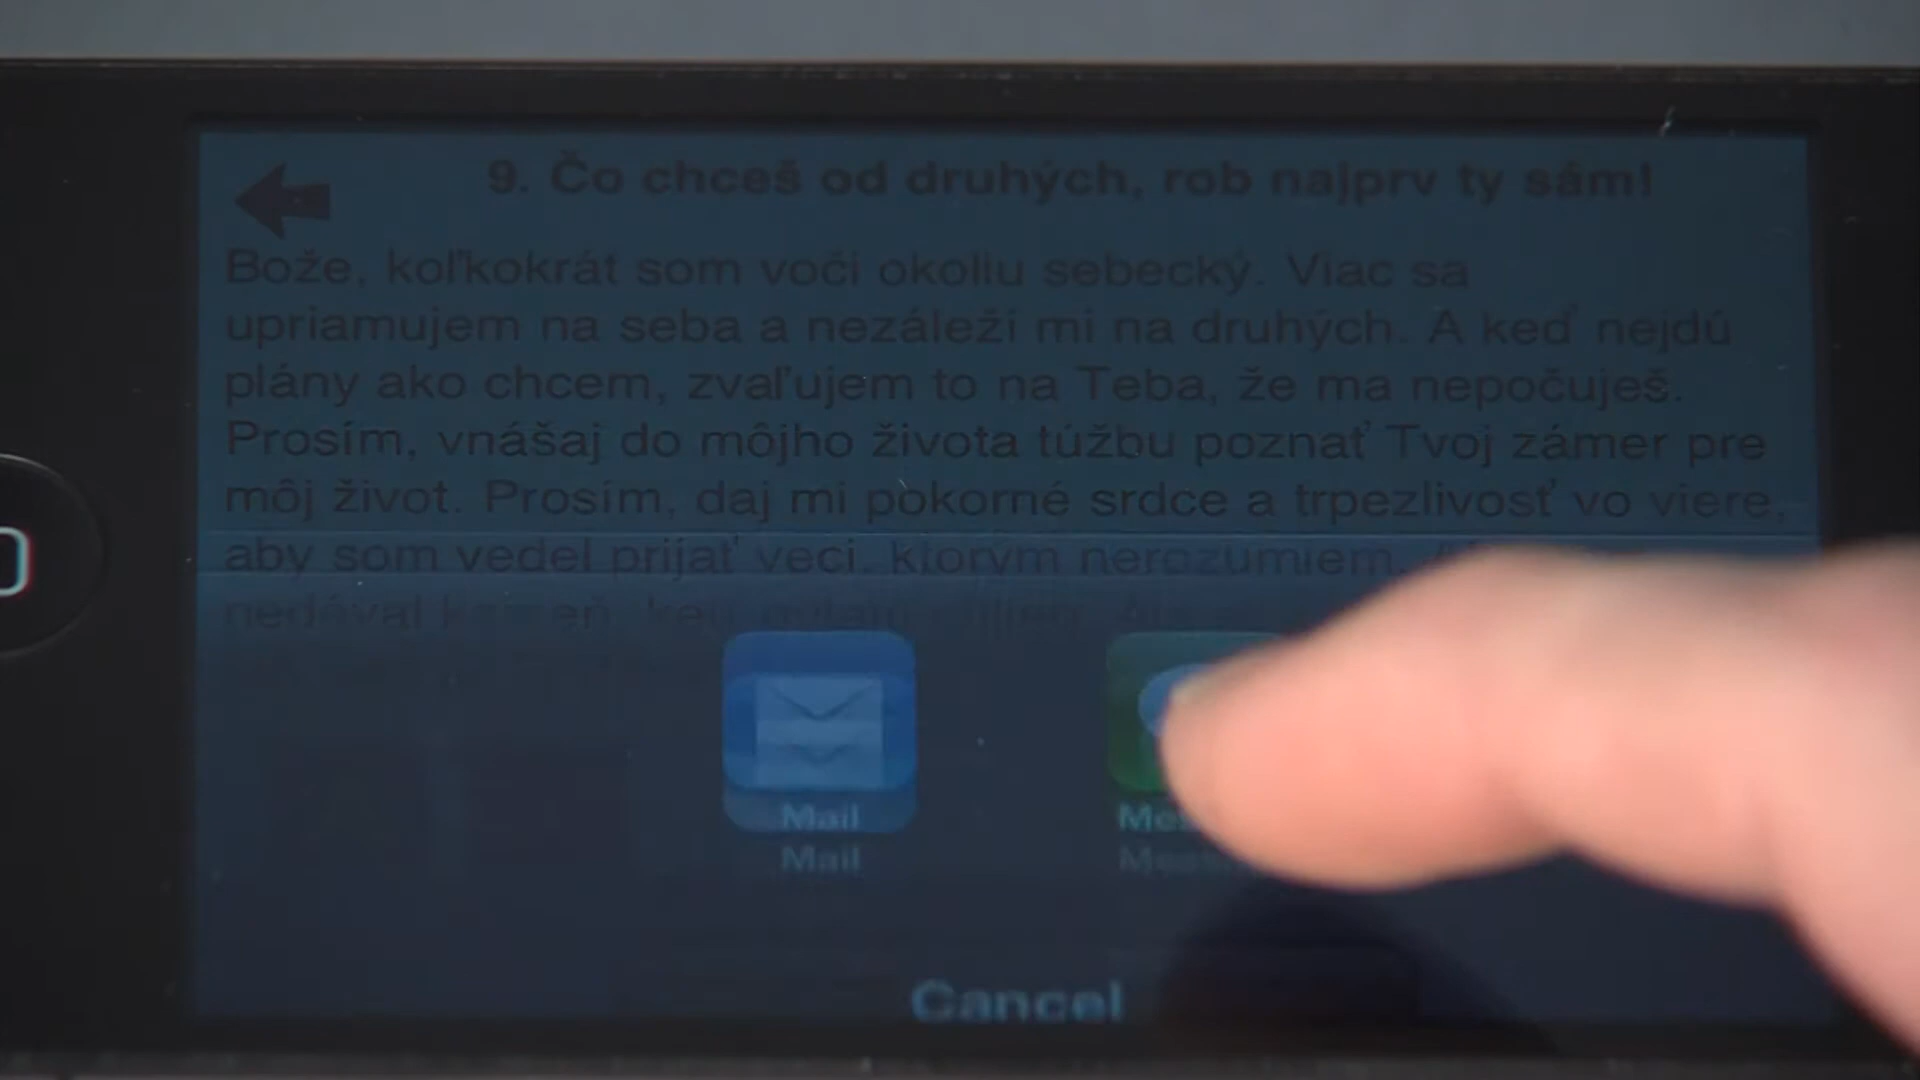 9. Čo chceš od druhých, rob najprv ty sám!
Bože, koľkokrát som voči okoliu sebecký. Viac sa
upriamujem na seba a nezáleží mi na druhých. A keď nejdú
plány ako chcem, zvaľujem to na Teba, že ma nepočuješ.
Prosím, vnášaj do môjho života túžbu poznať Tvoj zámer pre
môj život. Prosím, daj mi pokorné srdce a trpezlivosť vo viere,
aby som vedel prijať veci, ktorým nerozumiem.
Mail
Mail
Cancel